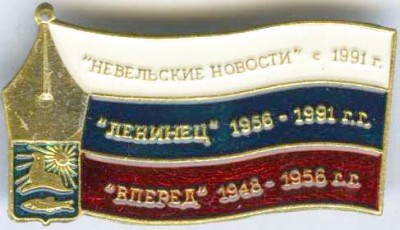 "НЕВЕЛЬСКИЕ НОВОСТИ" с 1991 г.
"ЛЕНИНЕЦ" 1956 - 1991 г.г.
"ВПЕРЕД" 1948 - 1956 г.г.